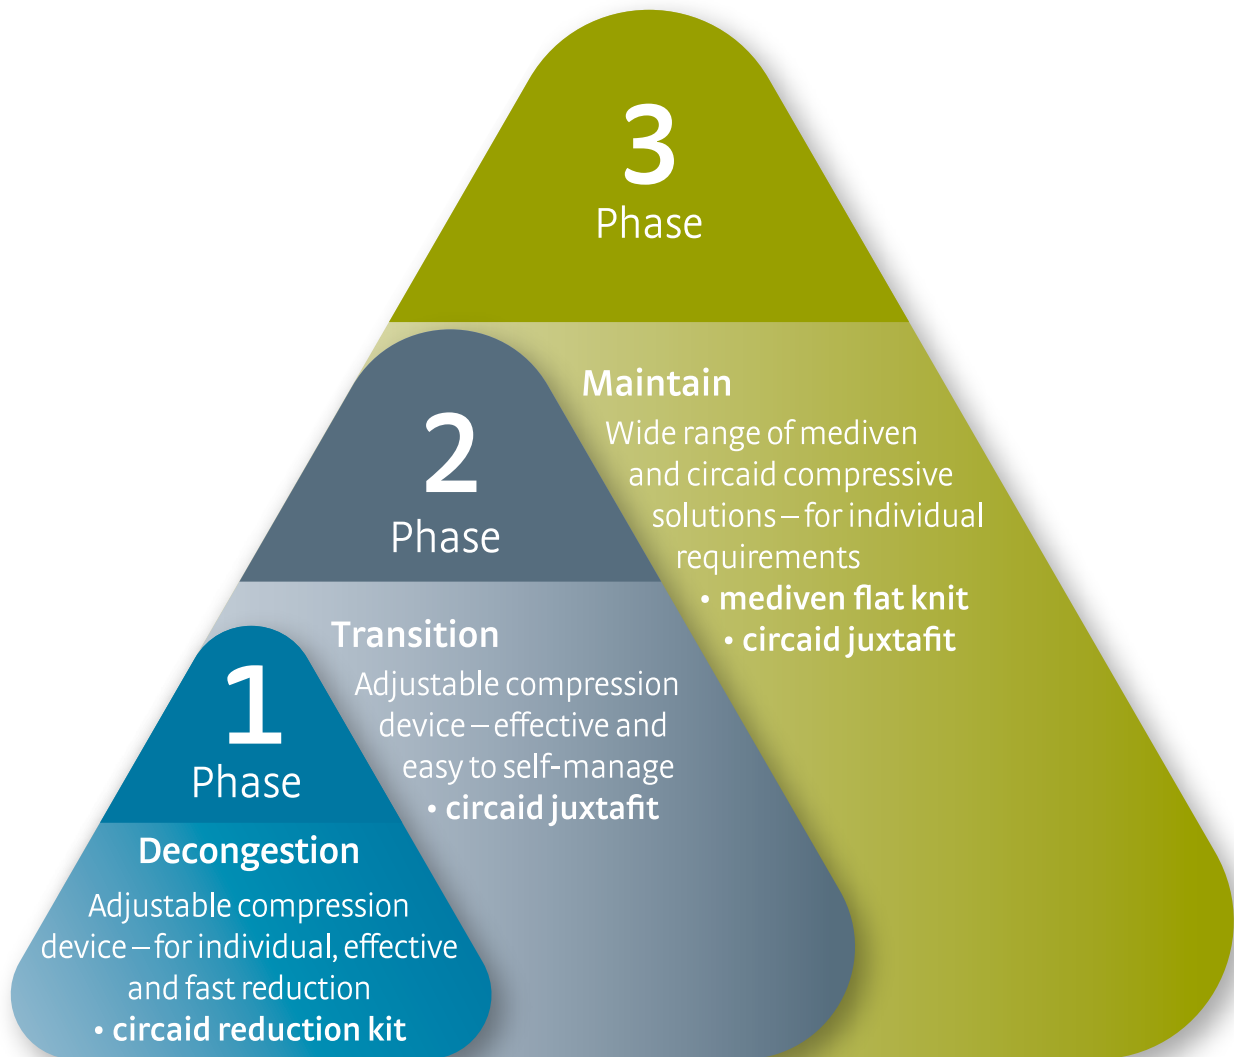 3
Phase
Maintain
Wide range of mediven
and circaid compressive
solutions – for individual
requirements
• mediven flat knit
• circaid juxtafit
2
Phase
Transition
Adjustable compression
device – effective and
easy to self-manage
• circaid juxtafit
1
Phase
Decongestion
Adjustable compression
device – for individual, effective
and fast reduction
• circaid reduction kit